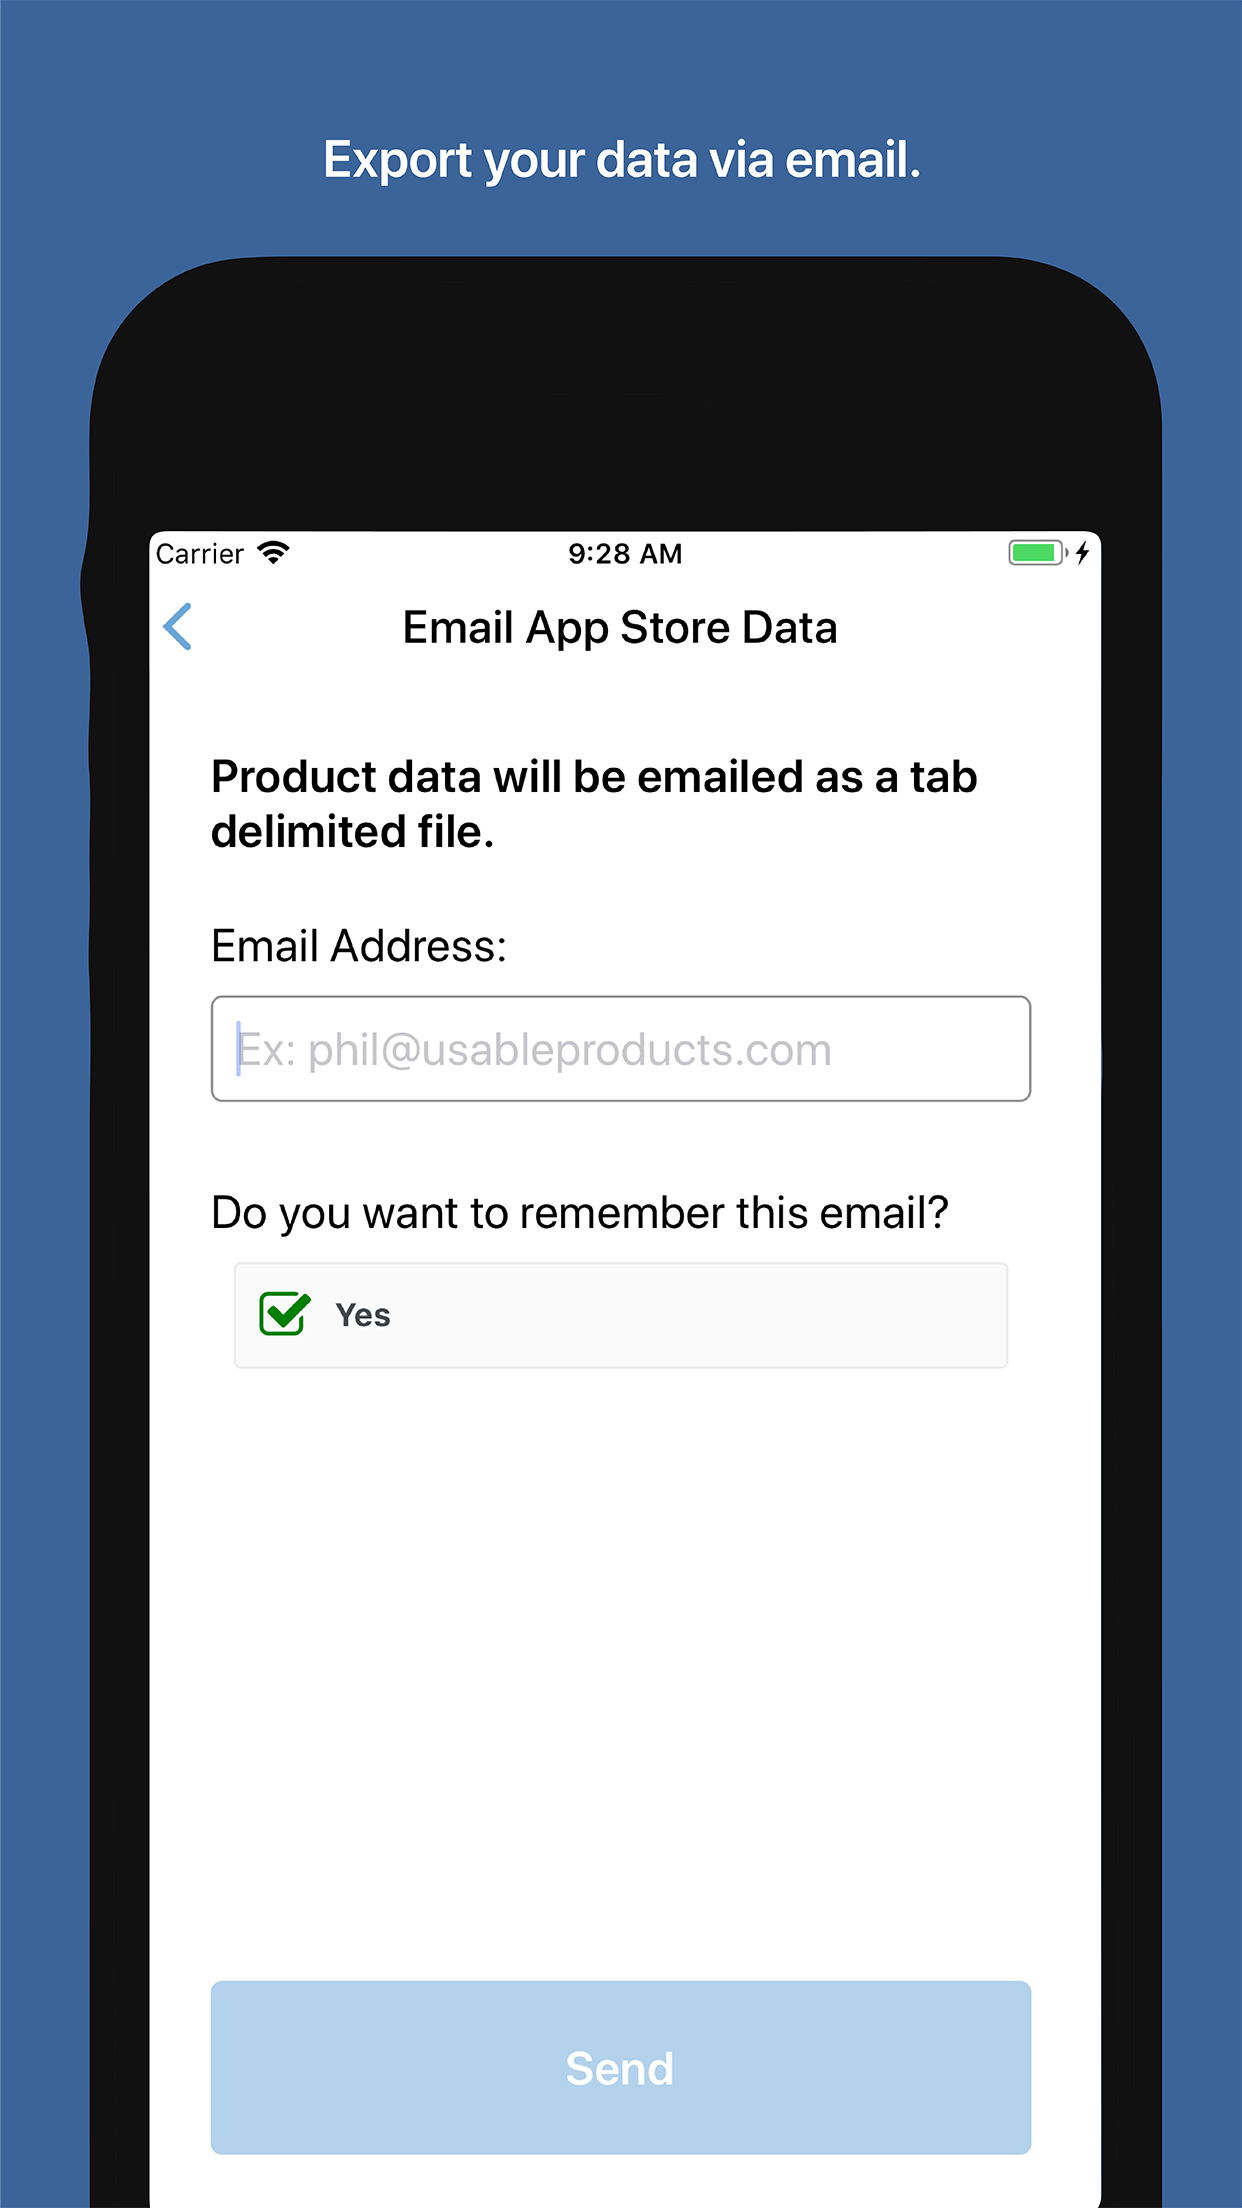 Export your data via email.
Carrier 9:28 AM
Email App Store Data
Product data will be emailed as a tab
delimited file.
Email Address:
Ex: phil@usableproducts.com
Do you want to remember this email?
Yes
Send